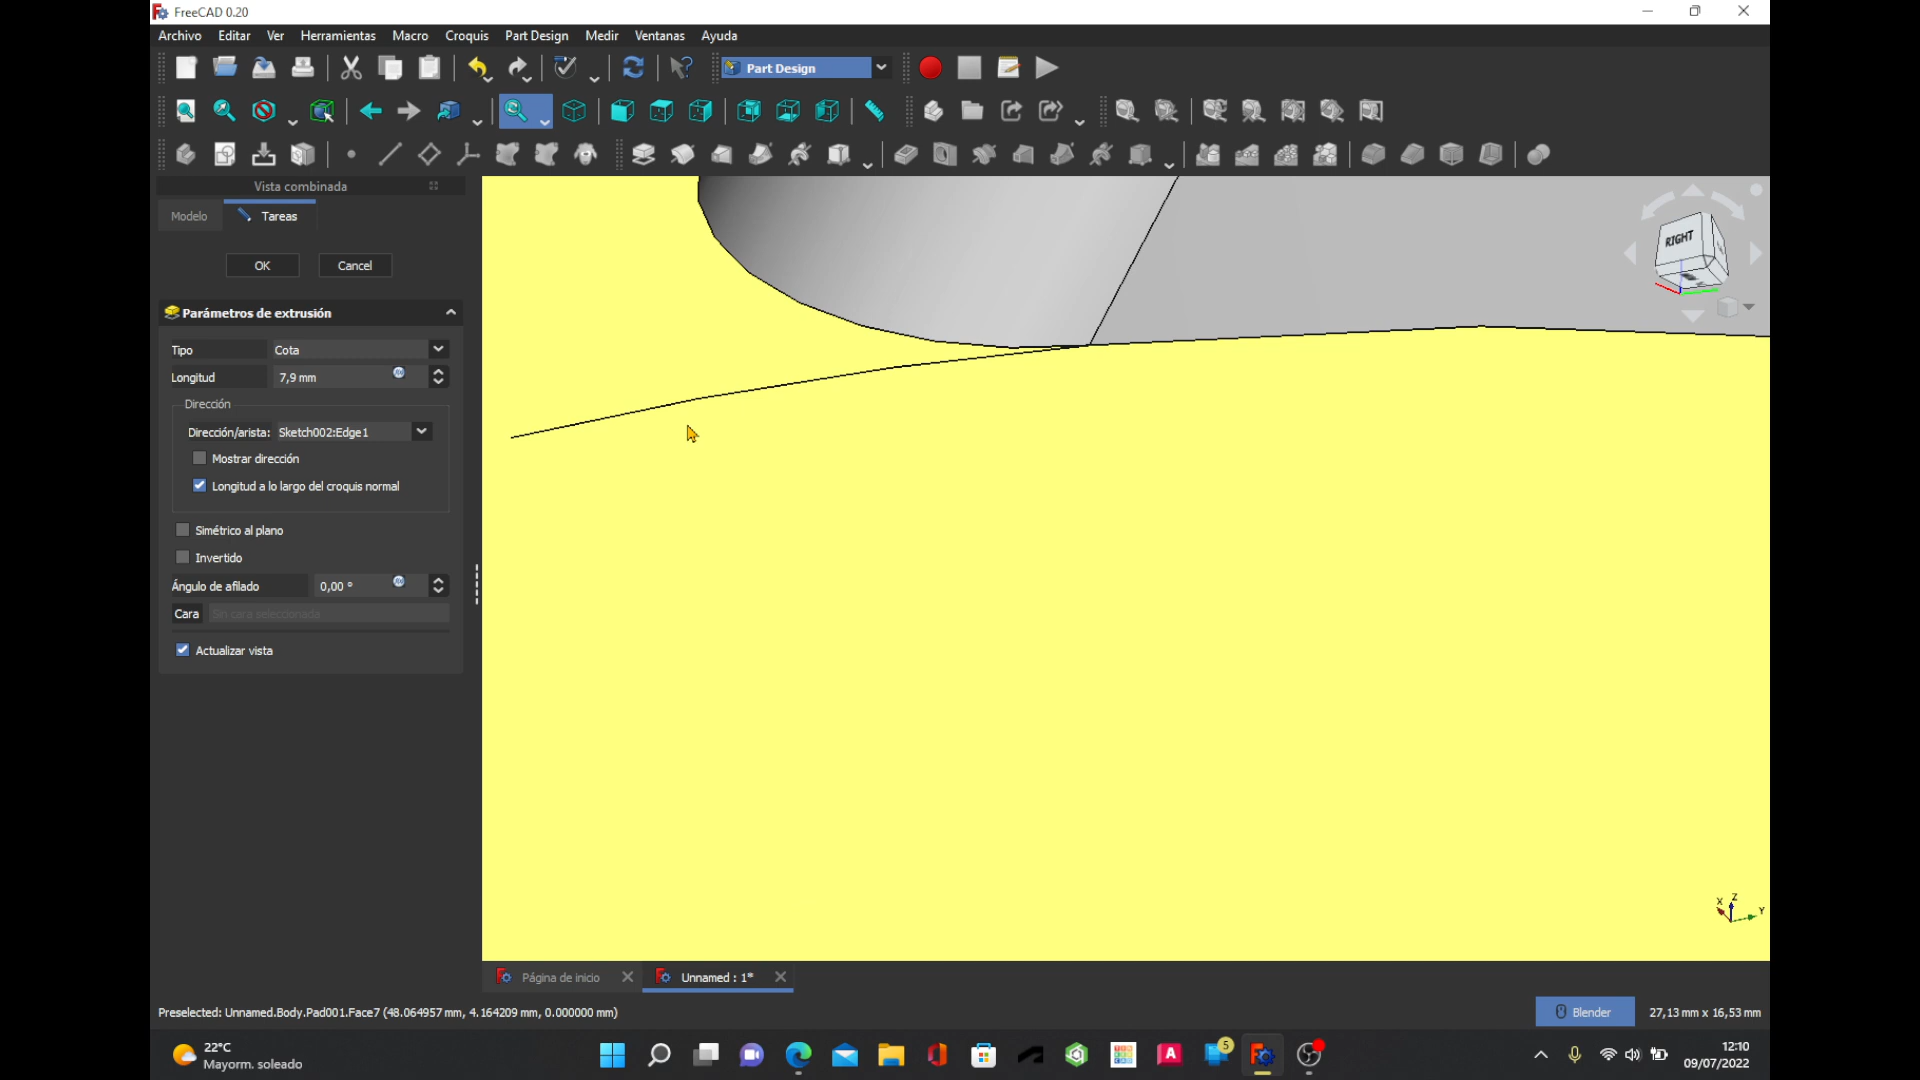 FreeCAD 0.20
Archivo Editar Ver Herramientas Macro Croquis Part Design Medir Ventanas Ayuda
Part Design
Vista combinada
Modelo Tareas
OK Cancel
Parámetros de extrusión
Tipo Cota
Longitud 7,9 mm
Dirección
Dirección/arista: Sketch002:Edge1
Mostrar dirección
Longitud a lo largo del croquis normal
Simétrico al plano
Invertido
Ángulo de afilado 0,00 °
Cara Sin cara seleccionada
Actualizar vista
RIGHT
X Z Y
Página de inicio Unnamed : 1*
Preselected: Unnamed.Body.Pad001.Face7 (48.064957 mm, 4.164209 mm, 0.000000 mm)
Blender 27,13 mm x 16,53 mm
22°C
Mayorm. soleado
5
12:10
09/07/2022